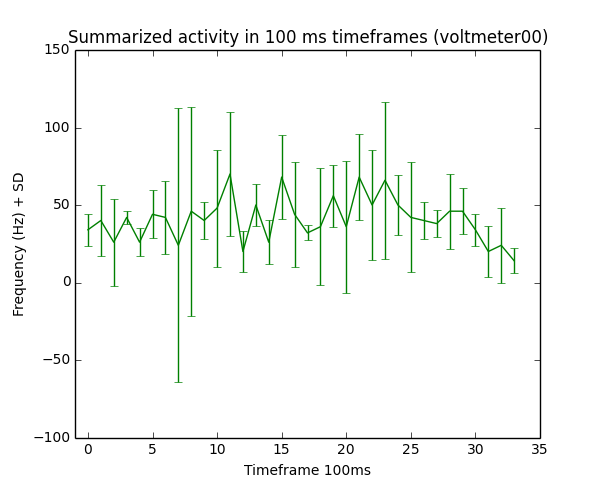 Summarized activity in 100 ms timeframes (voltmeter00)
150
100
50
0
−50
−100
Frequency (Hz) + SD
0 5 10 15 20 25 30 35
Timeframe 100ms